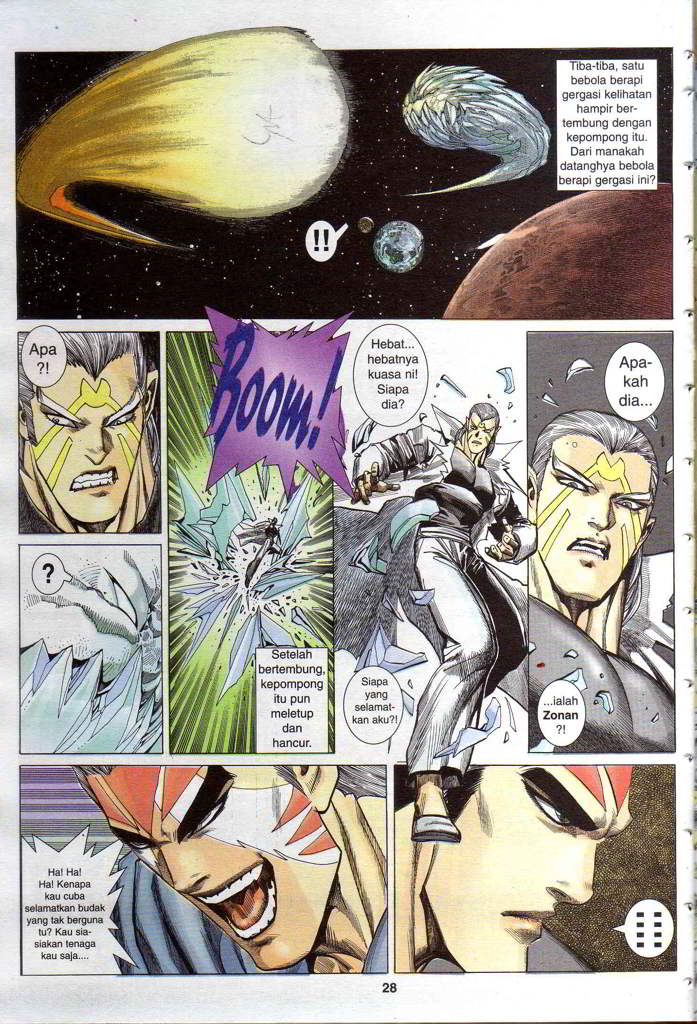 Tiba-tiba, satu
bebola berapi
gergasi kelihatan
hampir ber-
tembung dengan
kepompong itu.
Dari manakah
datanghya bebola
berapi gergasi ini?
!!
Apa
?!
BOOM!
Hebat...
hebatnya
kuasa ni!
Siapa
dia?
Apa-
kah
dia...
?
Setelah
bertembung,
kepompong
itu pun
meletup
dan
hancur.
Siapa
yang
selamat-
kan aku?!
...ialah
Zonan
?!
Ha! Ha!
Ha! Kenapa
kau cuba
selamatkan budak
yang tak berguna
tu? Kau sia-
siakan tenaga
kau saja....
!!!
28